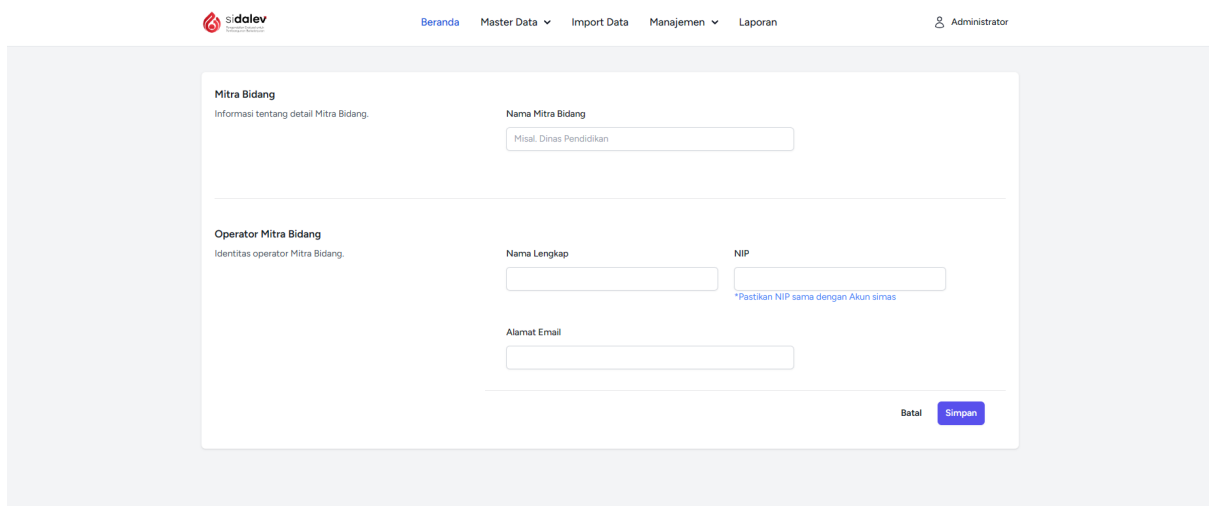 sidalev
Beranda Master Data Import Data Manajemen Laporan
Administrator
Mitra Bidang
Informasi tentang detail Mitra Bidang.
Nama Mitra Bidang
Misal. Dinas Pendidikan
Operator Mitra Bidang
Identitas operator Mitra Bidang.
Nama Lengkap NIP
*Pastikan NIP sama dengan Akun simas
Alamat Email
Batal Simpan